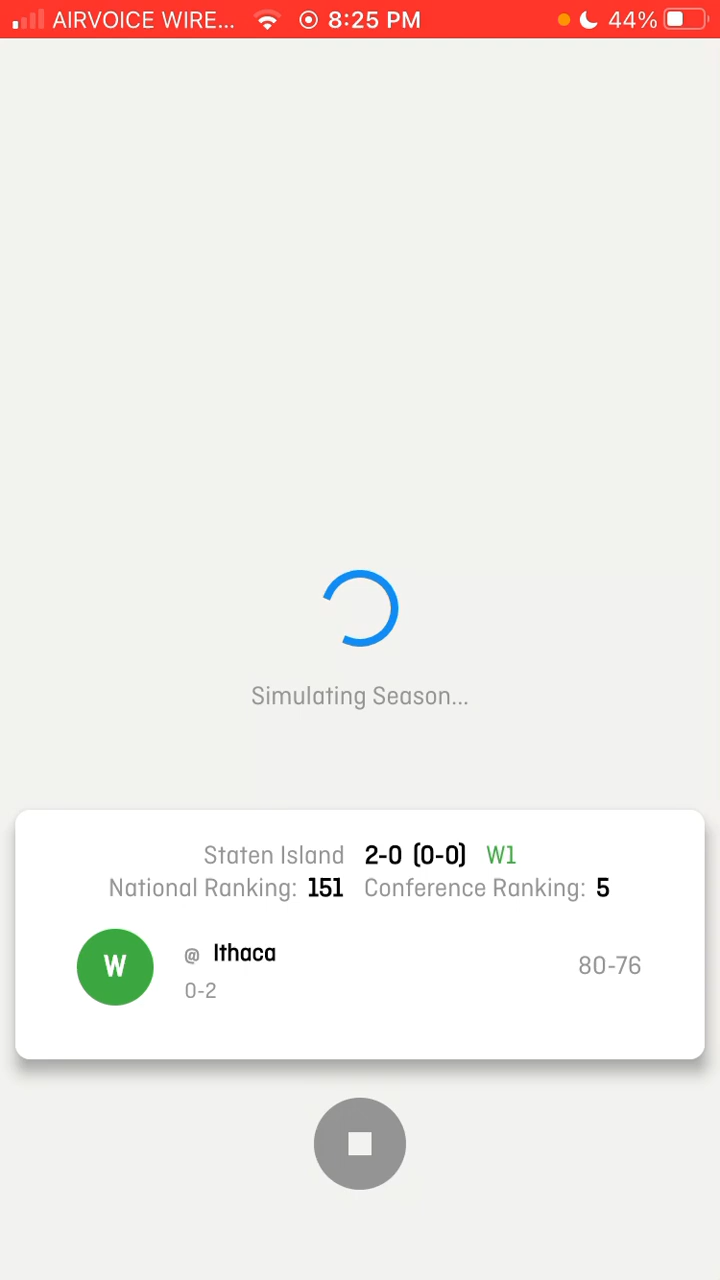 AIRVOICE WIRE... 8:25 PM 44%
Simulating Season...
Staten Island 2-0 (0-0) W1
National Ranking: 151 Conference Ranking: 5
W @ Ithaca 80-76
0-2